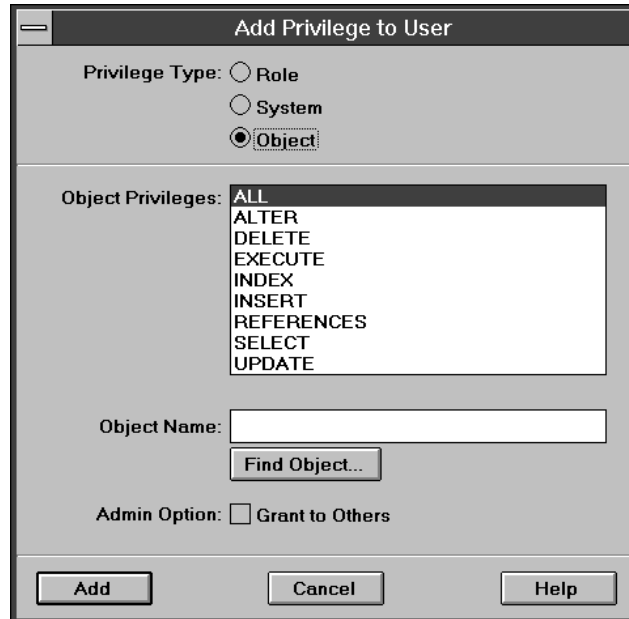 Add Privilege to User
Privilege Type: Role
System
Object
Object Privileges: ALL
ALTER
DELETE
EXECUTE
INDEX
INSERT
REFERENCES
SELECT
UPDATE
Object Name:
Find Object...
Admin Option: Grant to Others
Add Cancel Help